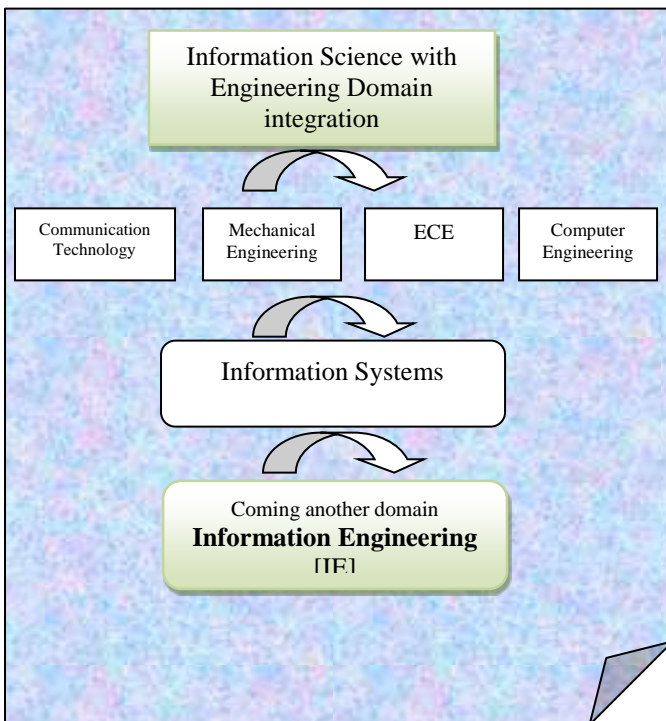 Information Science with
Engineering Domain
integration
Communication
Technology
Mechanical
Engineering
ECE
Computer
Engineering
Information Systems
Coming another domain
Information Engineering
[IE]